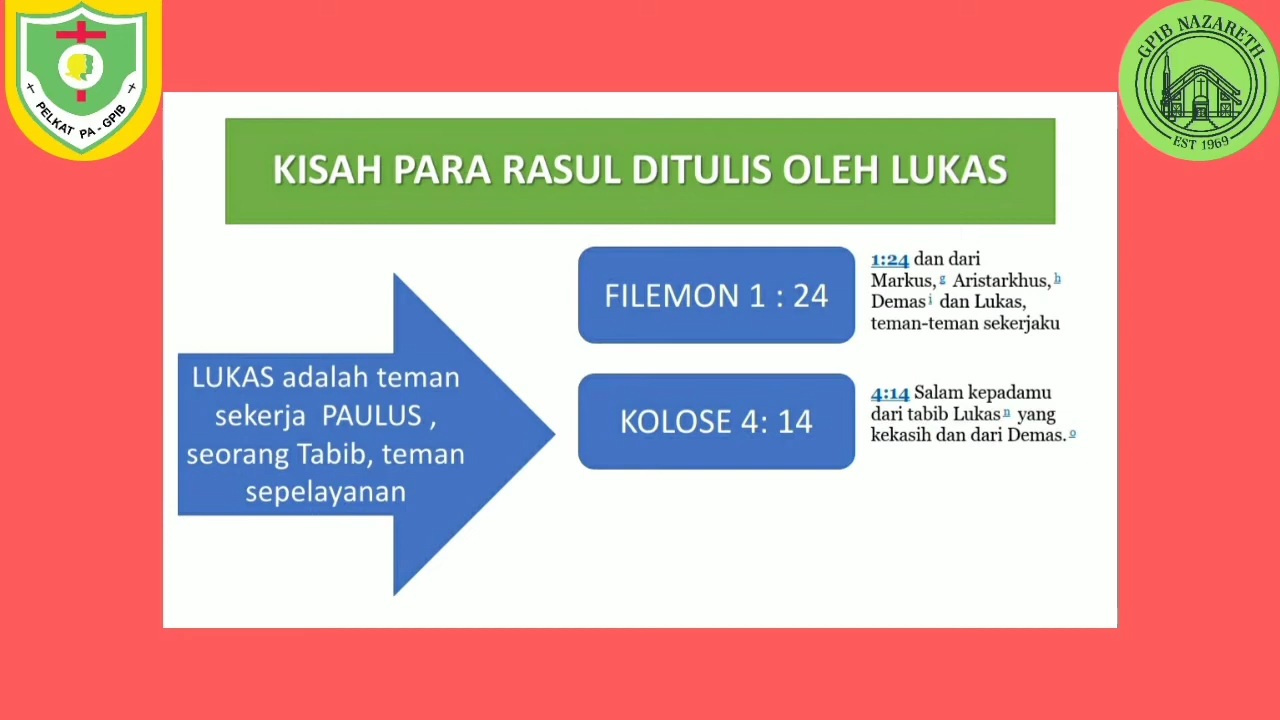 PELKAT PA - GPIB
GPIB NAZARETH
EST 1969
KISAH PARA RASUL DITULIS OLEH LUKAS
LUKAS adalah teman
sekerja PAULUS ,
seorang Tabib, teman
sepelayanan
FILEMON 1 : 24
1:24 dan dari
Markus,g Aristarkhus,h
Demasi dan Lukas,
teman-teman sekerjaku
KOLOSE 4: 14
4:14 Salam kepadamu
dari tabib Lukasn yang
kekasih dan dari Demas.o